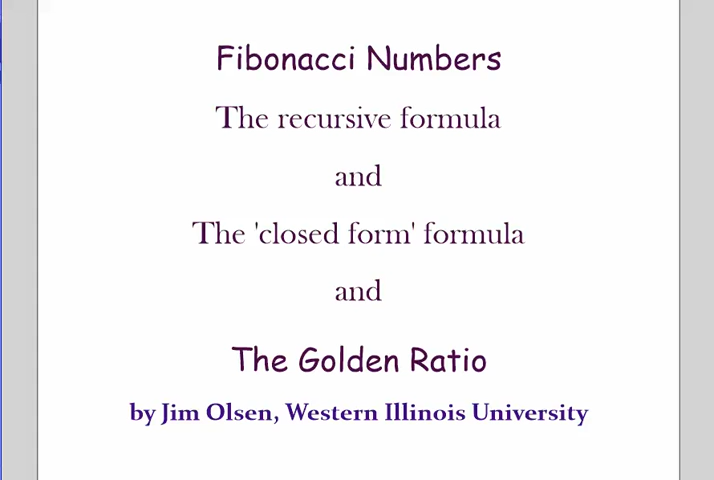 Fibonacci Numbers
The recursive formula
and
The 'closed form' formula
and
The Golden Ratio
by Jim Olsen, Western Illinois University